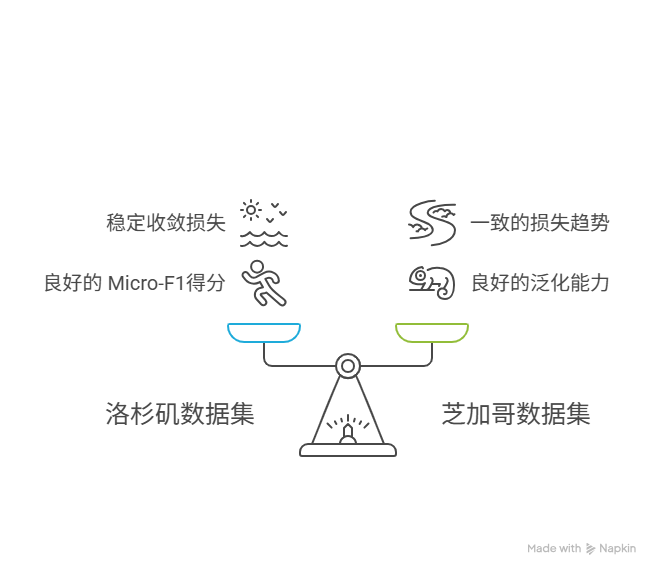 稳定收敛损失
一致的损失趋势
良好的 Micro-F1得分
良好的泛化能力
洛杉矶数据集
芝加哥数据集
Made with Napkin